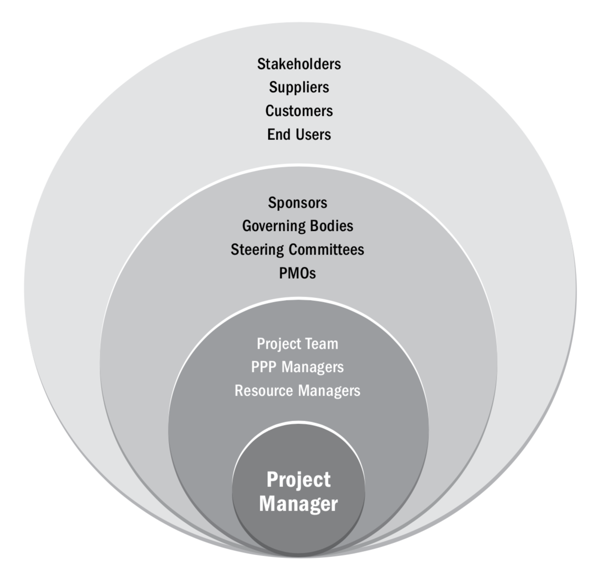 Stakeholders
Suppliers
Customers
End Users
Sponsors
Governing Bodies
Steering Committees
PMOs
Project Team
PPP Managers
Resource Managers
Project
Manager